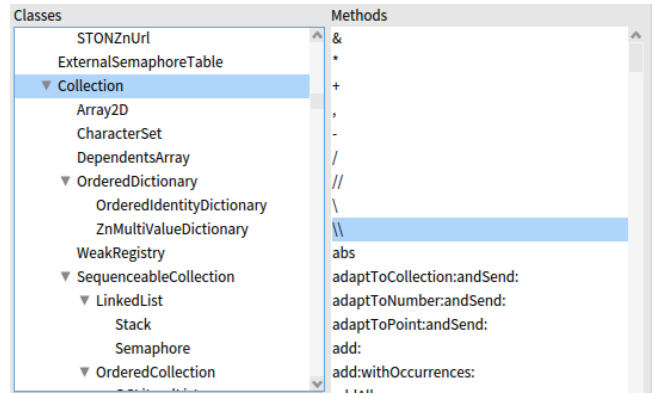 Classes
STONZnUrl
ExternalSemaphoreTable
Collection
Array2D
CharacterSet
DependentsArray
OrderedDictionary
OrderedIdentityDictionary
ZnMultiValueDictionary
WeakRegistry
SequenceableCollection
LinkedList
Stack
Semaphore
OrderedCollection
Methods
&
*
+
,
-
/
//
\
\\
abs
adaptToCollection:andSend:
adaptToNumber:andSend:
adaptToPoint:andSend:
add:
add:withOccurrences: